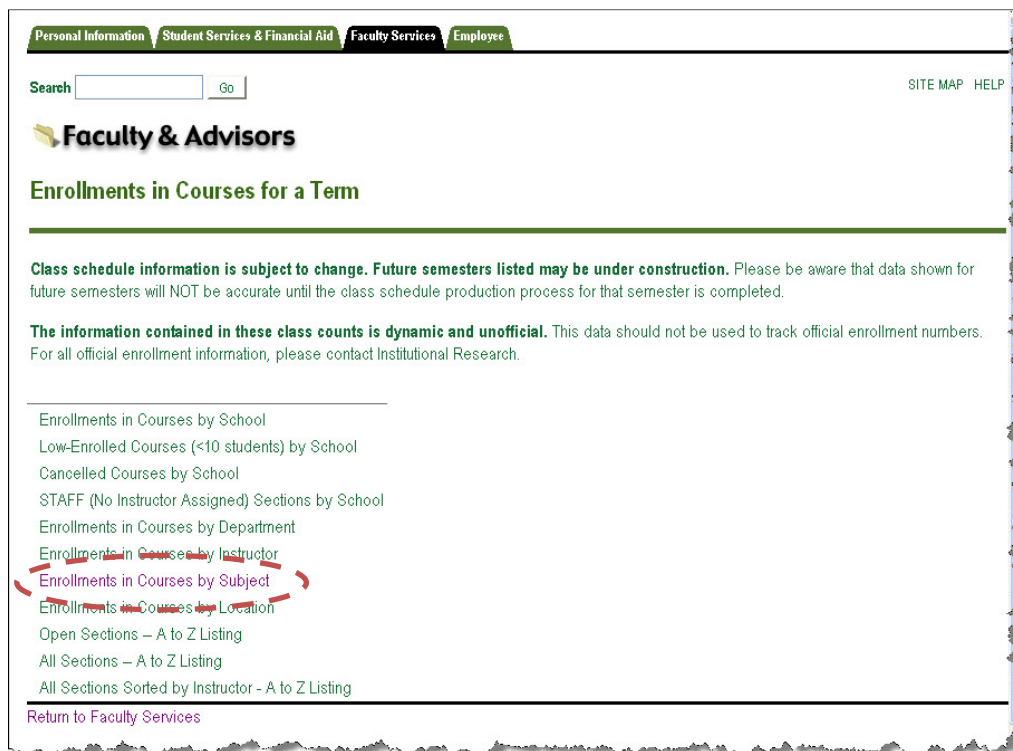 Personal Information Student Services & Financial Aid Faculty Services Employee
Search Go SITE MAP HELP
Faculty & Advisors
Enrollments in Courses for a Term
Class schedule information is subject to change. Future semesters listed may be under construction. Please be aware that data shown for
future semesters will NOT be accurate until the class schedule production process for that semester is completed.
The information contained in these class counts is dynamic and unofficial. This data should not be used to track official enrollment numbers.
For all official enrollment information, please contact Institutional Research.
Enrollments in Courses by School
Low-Enrolled Courses (<10 students) by School
Cancelled Courses by School
STAFF (No Instructor Assigned) Sections by School
Enrollments in Courses by Department
Enrollments in Courses by Instructor
Enrollments in Courses by Subject
Enrollments in Courses by Location
Open Sections – A to Z Listing
All Sections – A to Z Listing
All Sections Sorted by Instructor - A to Z Listing
Return to Faculty Services